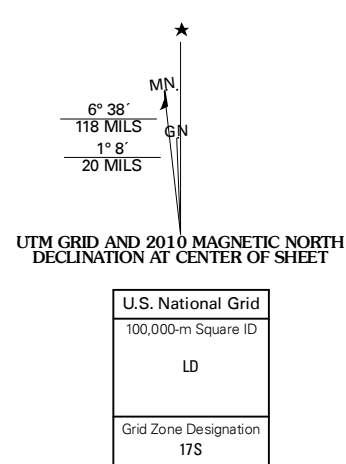 MN
GN
6° 38´
118 MILS
1° 8´
20 MILS
UTM GRID AND 2010 MAGNETIC NORTH
DECLINATION AT CENTER OF SHEET
U.S. National Grid
100,000-m Square ID
LD
Grid Zone Designation
17S